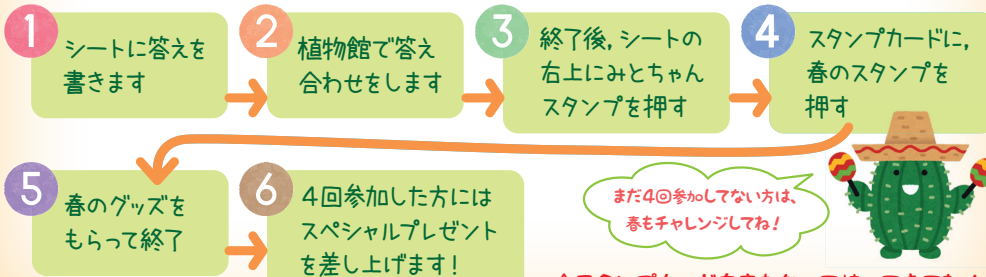 1
シートに答えを
書きます
2
植物館で答え
合わせをします
3
終了後，シートの
右上にみとちゃん
スタンプを押す
4
スタンプカードに，
春のスタンプを
押す
5
春のグッズを
もらって終了
6
４回参加した方には
スペシャルプレゼント
を差し上げます！
まだ4回参加してない方は、
春もチャレンジしてね！